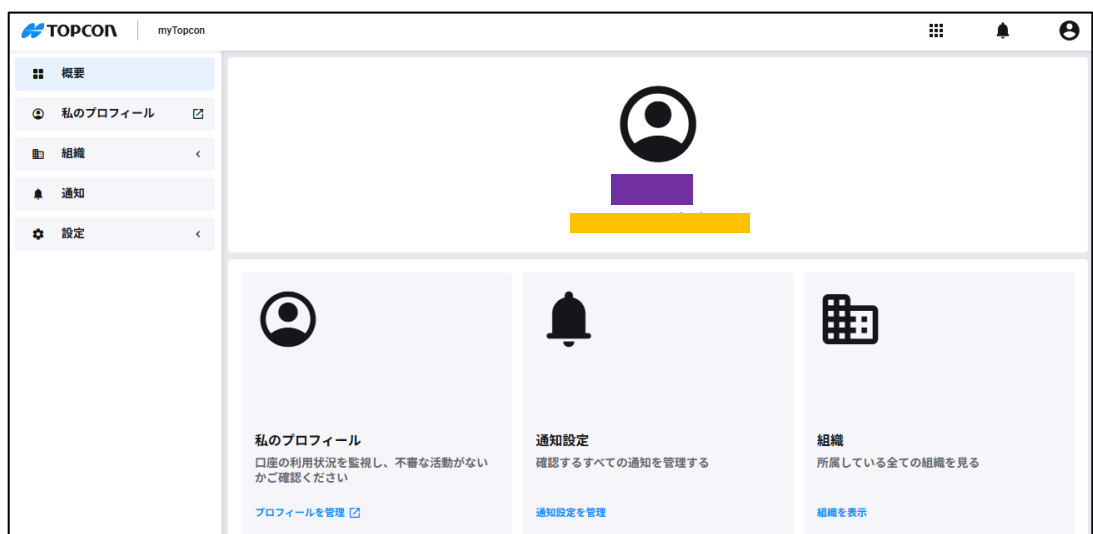 TOPCON myTopcon
概要
私のプロフィール
組織
通知
設定
私のプロフィール
口座の利用状況を監視し、不審な活動がない
かご確認ください
プロフィールを管理
通知設定
確認するすべての通知を管理する
通知設定を管理
組織
所属している全ての組織を見る
組織を表示